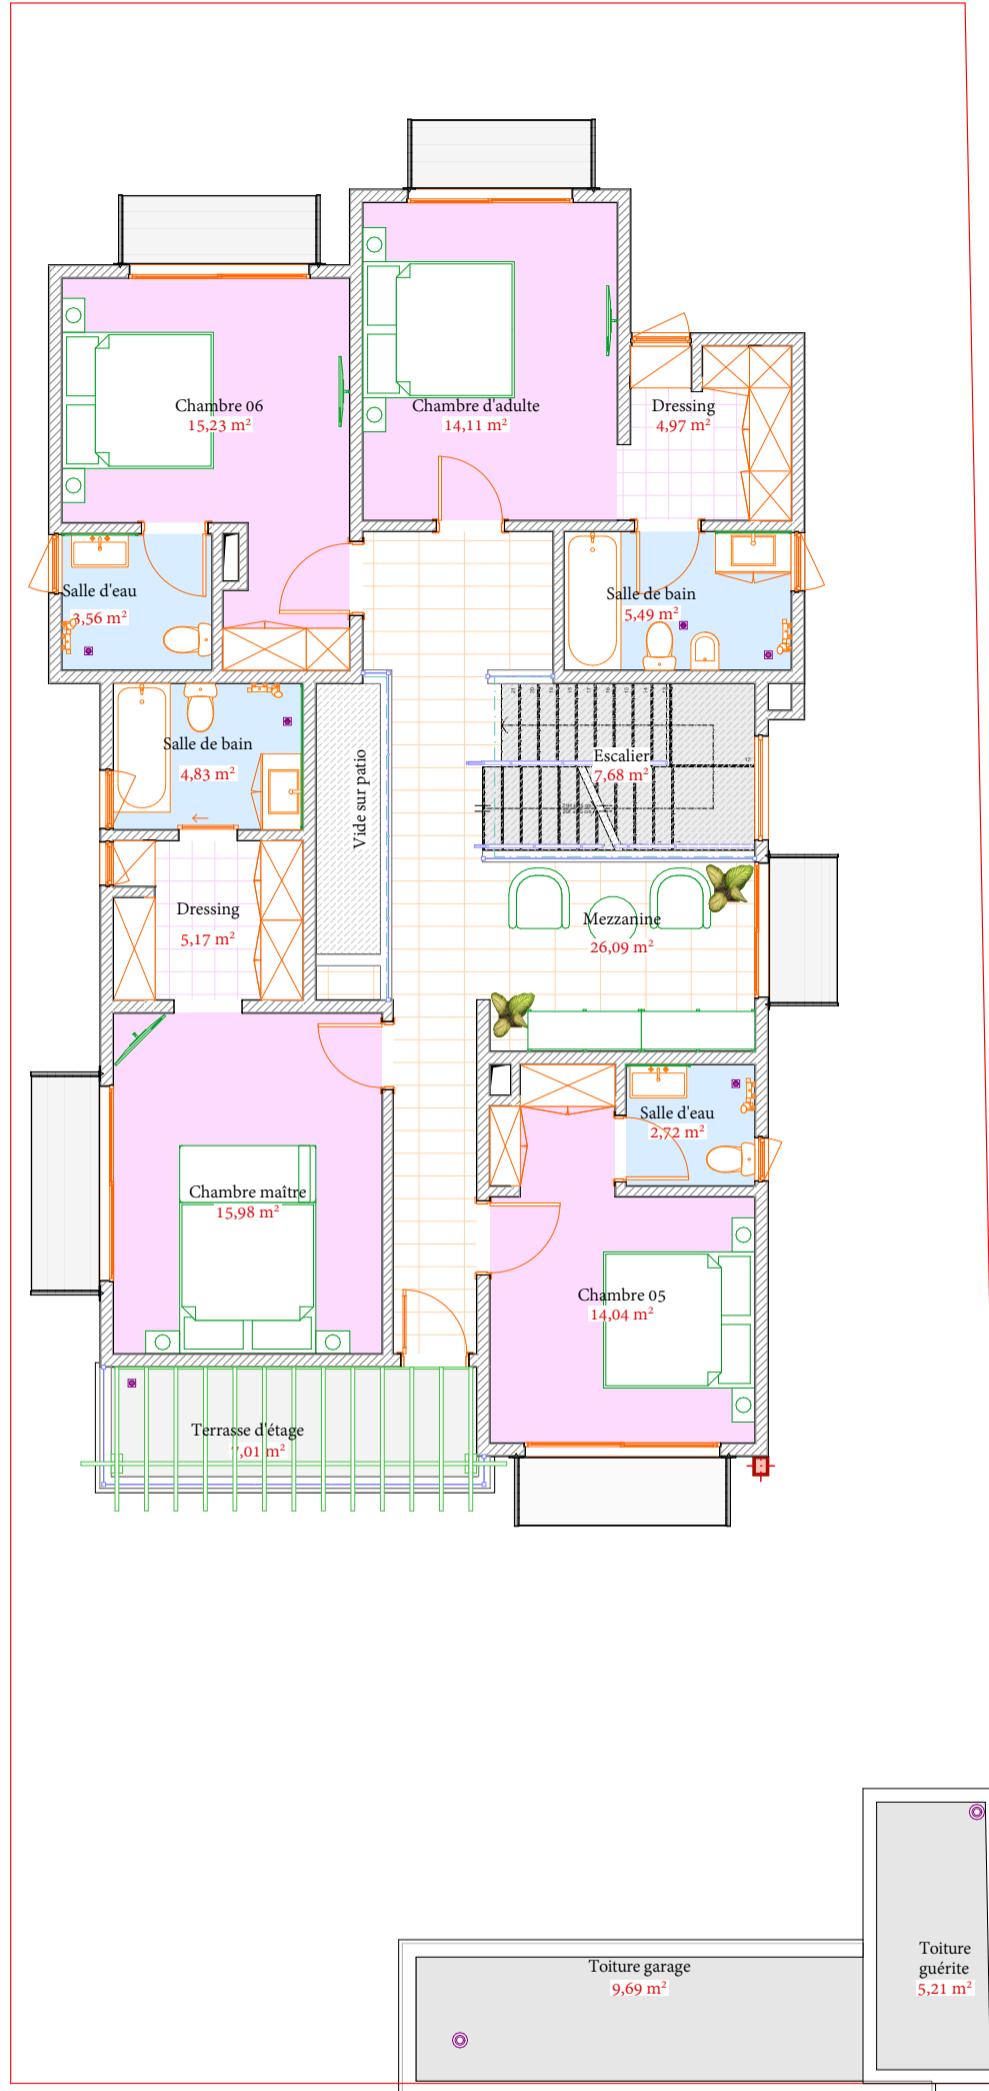 Chambre 06
15,23 m²
Chambre d'adulte
14,11 m²
Dressing
4,97 m²
Salle d'eau
3,56 m²
Salle de bain
5,49 m²
Salle de bain
4,83 m²
Vide sur patio
Escalier
7,68 m²
Dressing
5,17 m²
Mezzanine
26,09 m²
Salle d'eau
2,72 m²
Chambre maître
15,98 m²
Chambre 05
14,04 m²
Terrasse d'étage
7,01 m²
Toiture garage
9,69 m²
Toiture
guérite
5,21 m²